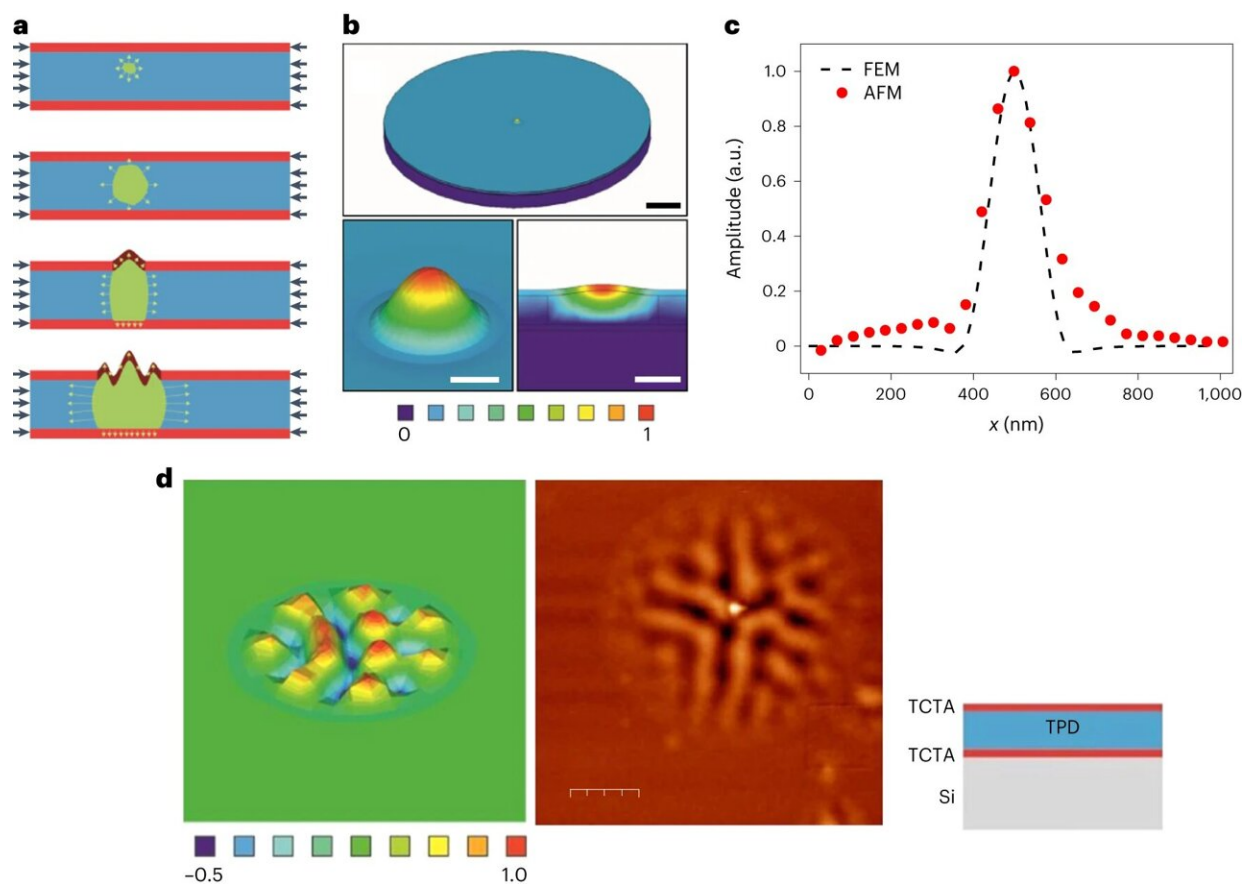 a
b
0
1
c
FEM
AFM
1.0
0.8
0.6
0.4
0.2
0
Amplitude (a.u.)
0
200
400
600
800
1,000
x (nm)
d
−0.5
1.0
TCTA
TPD
TCTA
Si